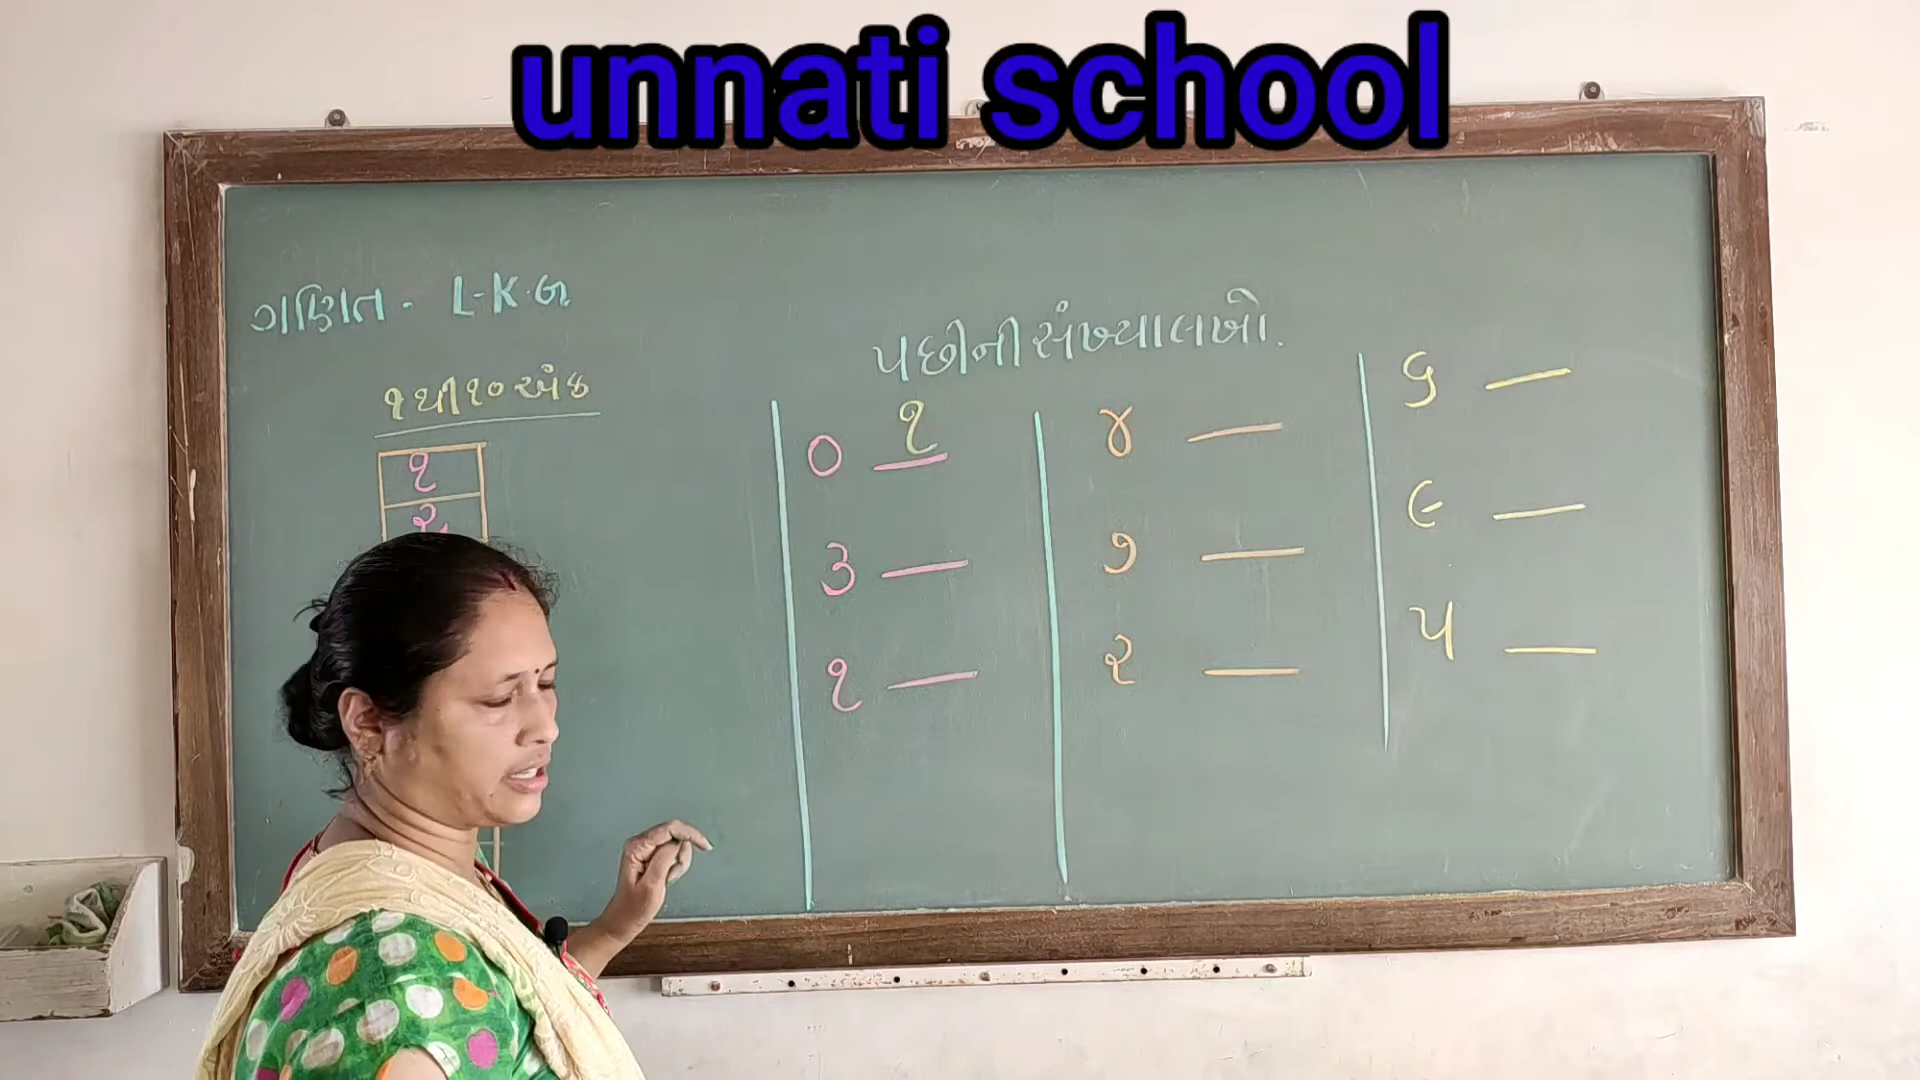 unnati school
ગણિત - L-K.G
૧ થી ૧૦ અંક
૧
૨
પછીની સંખ્યા લખો.
૦ ૧
૩ —
૧ —
૪ —
૭ —
૨ —
૬ —
૯ —
૫ —